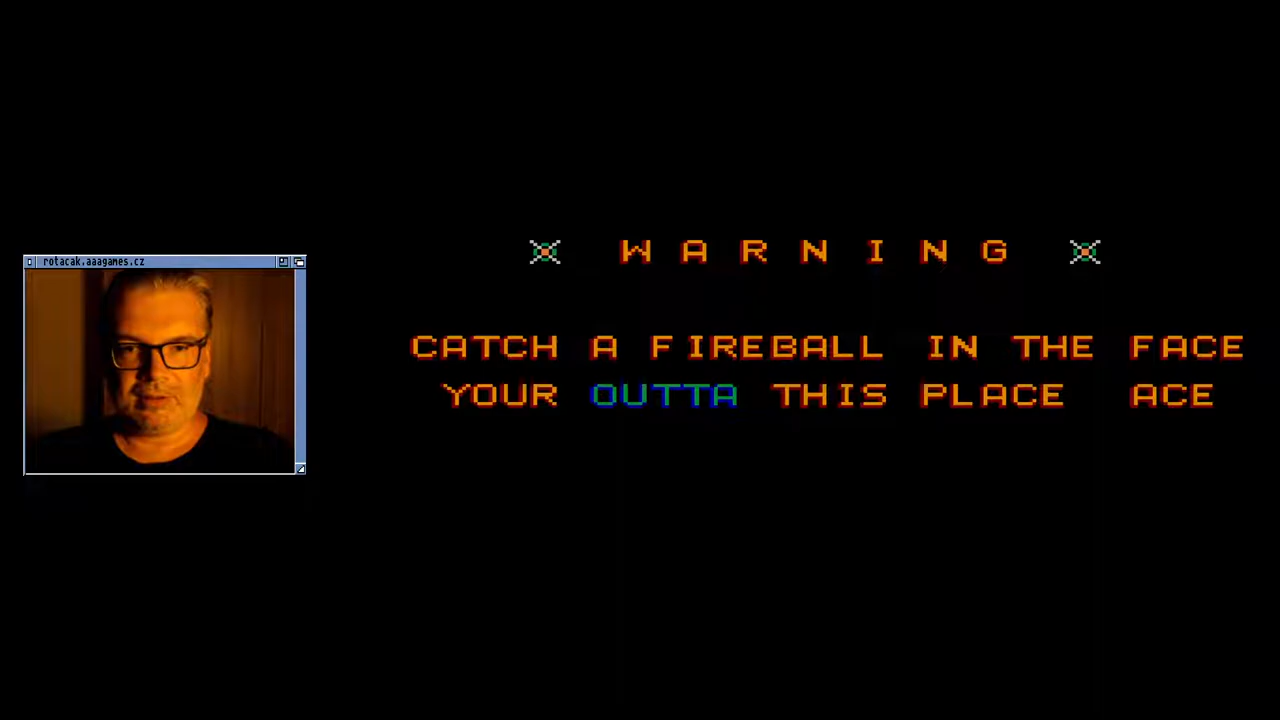 rotacak.aaagames.cz
WARNING
CATCH A FIREBALL IN THE FACE
YOUR OUTTA THIS PLACE ACE